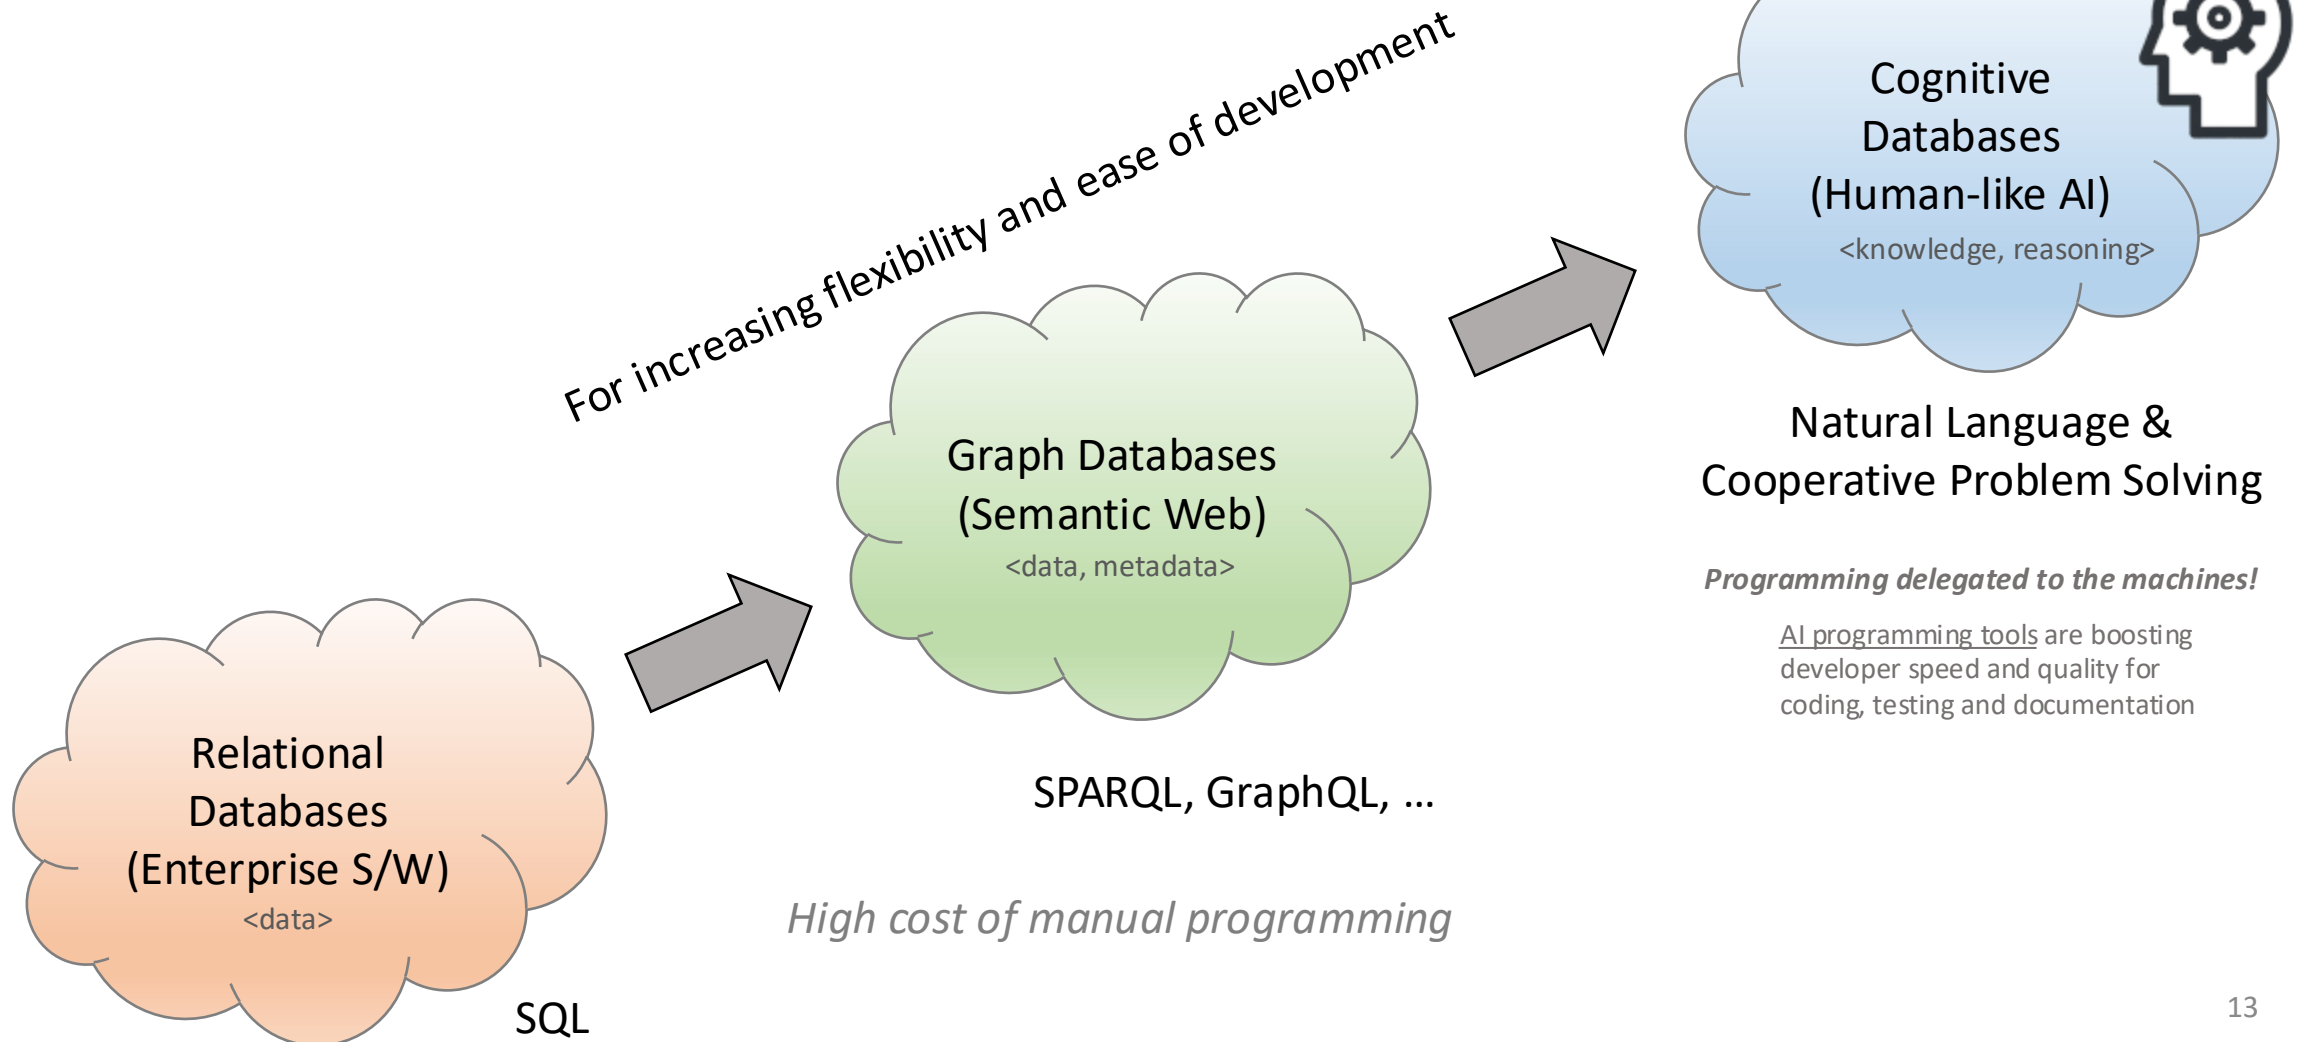 For increasing flexibility and ease of development
Cognitive
Databases
(Human-like AI)
<knowledge, reasoning>
Natural Language &
Cooperative Problem Solving
Programming delegated to the machines!
AI programming tools are boosting
developer speed and quality for
coding, testing and documentation
Graph Databases
(Semantic Web)
<data, metadata>
SPARQL, GraphQL, ...
High cost of manual programming
Relational
Databases
(Enterprise S/W)
<data>
SQL
13